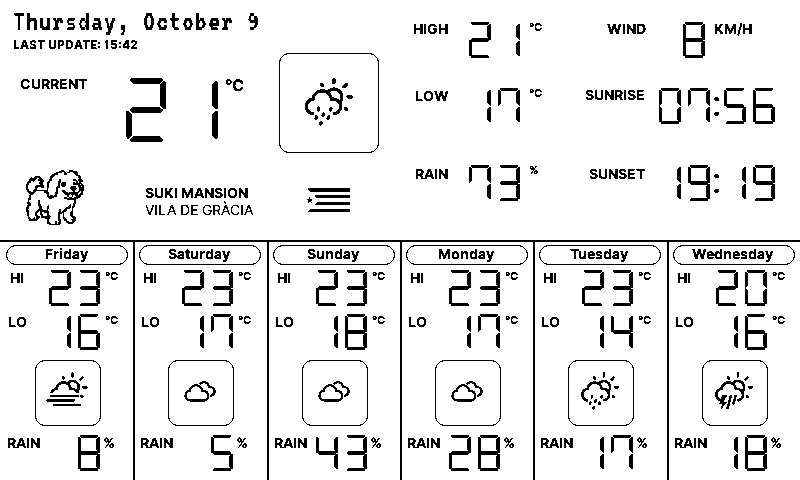 Thursday, October 9
LAST UPDATE: 15:42
CURRENT 21 °C
HIGH 21 °C
LOW 17 °C
RAIN 73 %
WIND 8 KM/H
SUNRISE 07:56
SUNSET 19:19
SUKI MANSION
VILA DE GRÀCIA
Friday
HI 23 °C
LO 16 °C
RAIN 8 %
Saturday
HI 23 °C
LO 17 °C
RAIN 5 %
Sunday
HI 23 °C
LO 18 °C
RAIN 43 %
Monday
HI 23 °C
LO 17 °C
RAIN 28 %
Tuesday
HI 23 °C
LO 14 °C
RAIN 17 %
Wednesday
HI 20 °C
LO 16 °C
RAIN 18 %